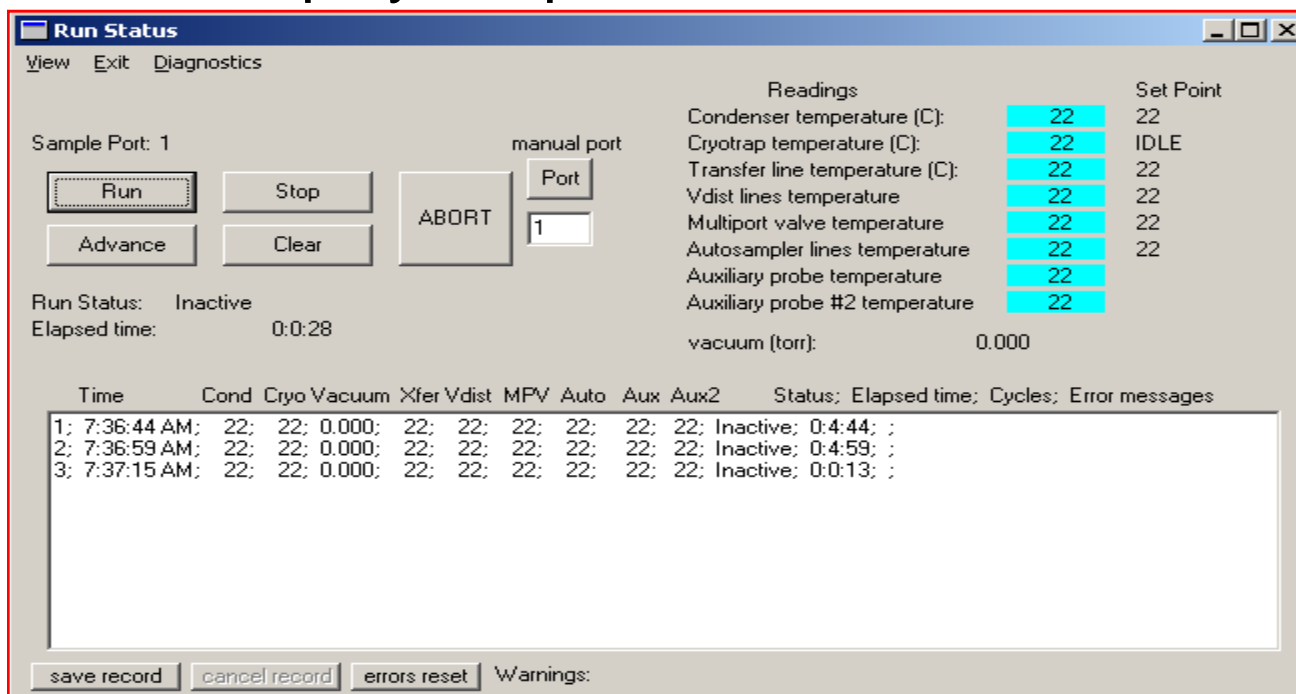 Run Status
View Exit Diagnostics
Readings Set Point
Condenser temperature (C): 22 22
Sample Port: 1 manual port Cryotrap temperature (C): 22 IDLE
Run Stop ABORT Port Transfer line temperature (C): 22 22
Vdist lines temperature 22 22
1 Multiport valve temperature 22 22
Advance Clear Autosampler lines temperature 22 22
Auxiliary probe temperature 22
Run Status: Inactive Auxiliary probe #2 temperature 22
Elapsed time: 0:0:28
vacuum (torr): 0.000
Time Cond Cryo Vacuum Xfer Vdist MPV Auto Aux Aux2 Status; Elapsed time; Cycles; Error messages
1; 7:36:44 AM; 22; 22; 0.000; 22; 22; 22; 22; 22; 22; Inactive; 0:4:44; ;
2; 7:36:59 AM; 22; 22; 0.000; 22; 22; 22; 22; 22; 22; Inactive; 0:4:59; ;
3; 7:37:15 AM; 22; 22; 0.000; 22; 22; 22; 22; 22; 22; Inactive; 0:0:13; ;
save record cancel record errors reset Warnings: